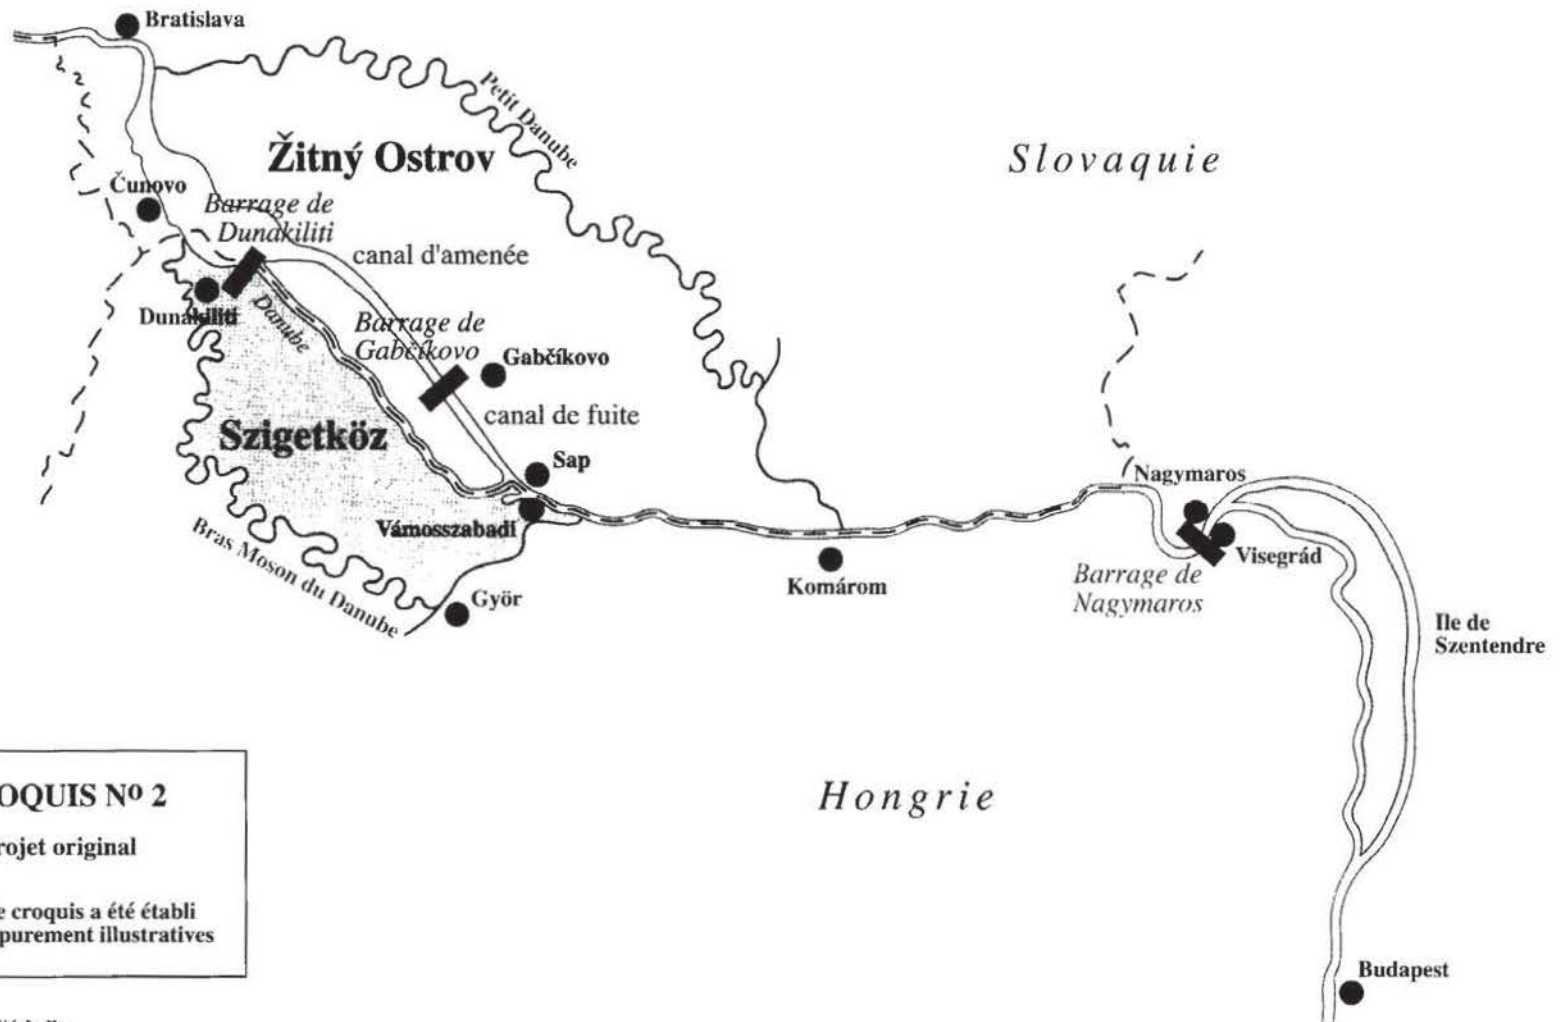 Bratislava
Petit Danube
Žitný Ostrov
Slovaquie
Čunovo
Barrage de
Dunakiliti
canal d'amenée
Dunakiliti
Danube
Barrage de
Gabčíkovo
Gabčíkovo
canal de fuite
Szigetköz
Sap
Nagymaros
Vámosszabadi
Bras Moson du Danube
Visegrád
Komárom
Barrage de
Nagymaros
Györ
Ile de
Szentendre
Hongrie
OQUIS Nº 2
rojet original
e croquis a été établi
purement illustratives
Budapest